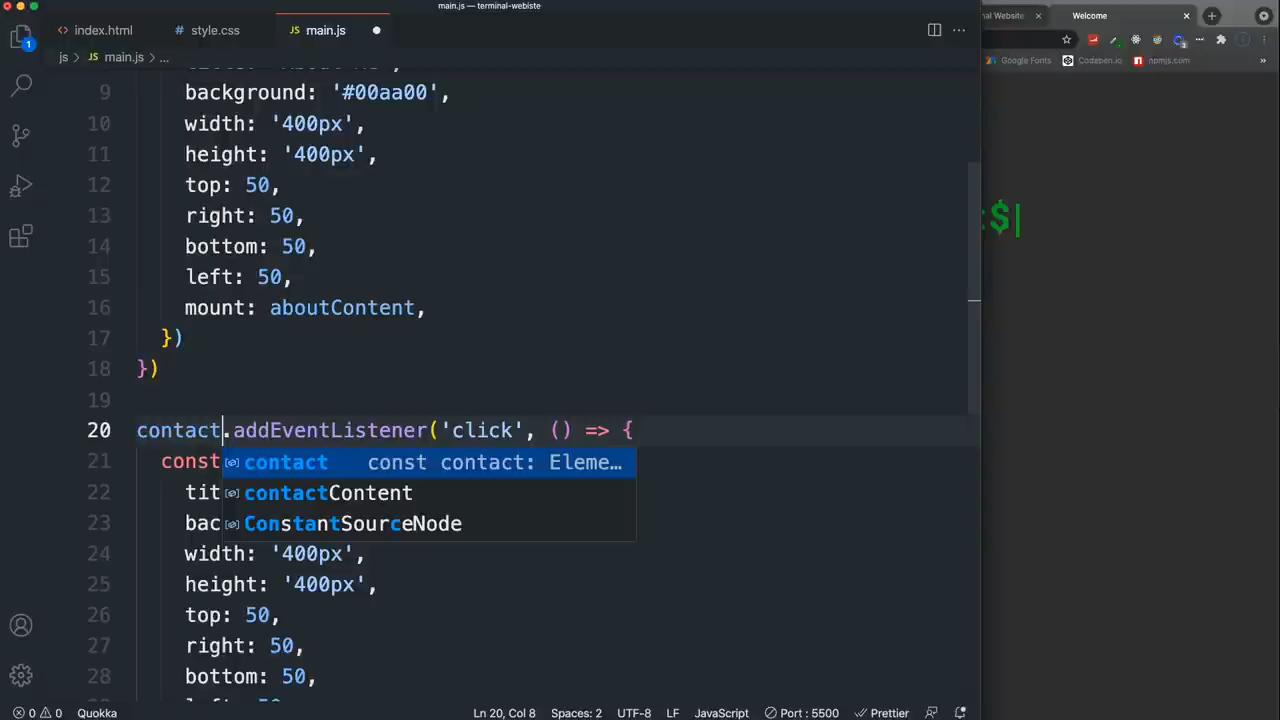 main.js — terminal-webiste
index.html
style.css
JS main.js
nal Website
Welcome
js > JS main.js > ...
Google Fonts
Codepen.io
npmjs.com
»
1
9 background: '#00aa00',
10 width: '400px',
11 height: '400px',
12 top: 50,
13 right: 50,
14 bottom: 50,
15 left: 50,
16 mount: aboutContent,
17 })
18 })
19
20 contact.addEventListener('click', () => {
21 const
contact const contact: Eleme…
22 tit
contactContent
23 bac
ConstantSourceNode
24 width: '400px',
25 height: '400px',
26 top: 50,
27 right: 50,
28 bottom: 50,
:$|
0 0 Quokka Ln 20, Col 8 Spaces: 2 UTF-8 LF JavaScript Port : 5500 Prettier